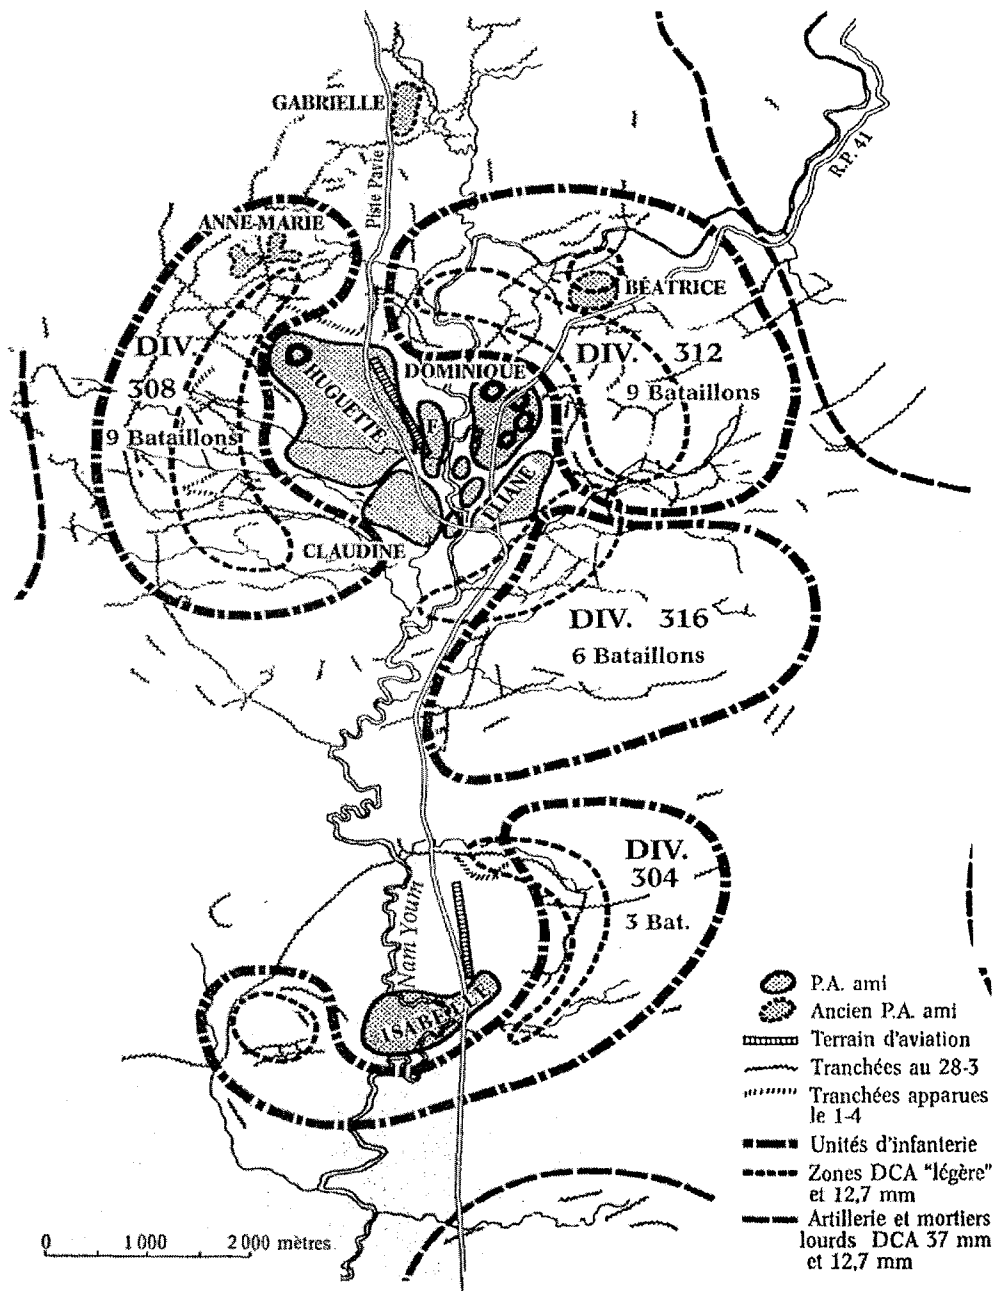 GABRIELLE
Piste Pavie
R.P. 41
ANNE-MARIE
BÉATRICE
DIV.
308
9 Bataillons
HUGUETTE
DOMINIQUE
F
DIV. 312
9 Bataillons
ELIANE
CLAUDINE
DIV. 316
6 Bataillons
DIV.
304
3 Bat.
Nam Youm
ISABELLE
P.A. ami
Ancien P.A. ami
Terrain d'aviation
Tranchées au 28-3
Tranchées apparues
le 1-4
Unités d'infanterie
Zones DCA "légère"
et 12,7 mm
Artillerie et mortiers
lourds DCA 37 mm
et 12,7 mm
0 1 000 2 000 mètres